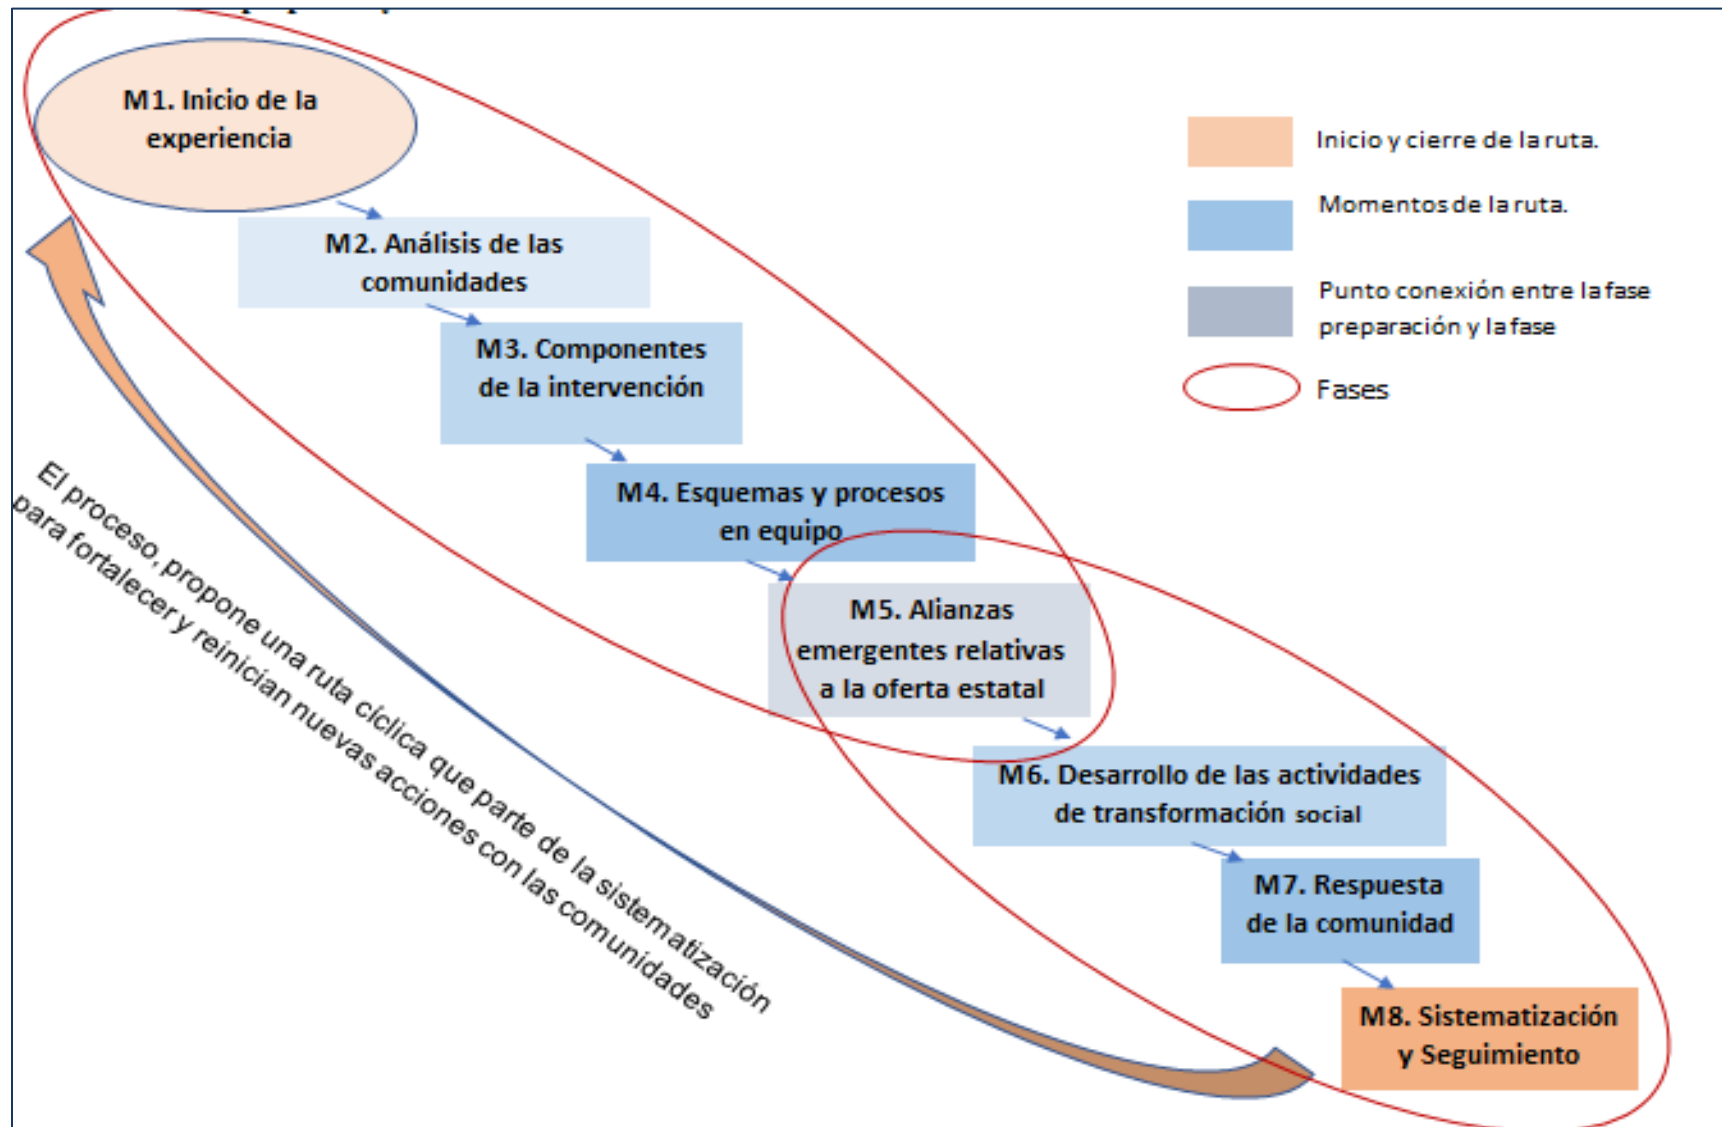 M1. Inicio de la
experiencia
M2. Análisis de las
comunidades
M3. Componentes
de la intervención
M4. Esquemas y procesos
en equipo
M5. Alianzas
emergentes relativas
a la oferta estatal
M6. Desarrollo de las actividades
de transformación social
M7. Respuesta
de la comunidad
M8. Sistematización
y Seguimiento
El proceso, propone una ruta cíclica que parte de la sistematización
para fortalecer y reinician nuevas acciones con las comunidades
Inicio y cierre de la ruta.
Momentos de la ruta.
Punto conexión entre la fase
preparación y la fase
Fases